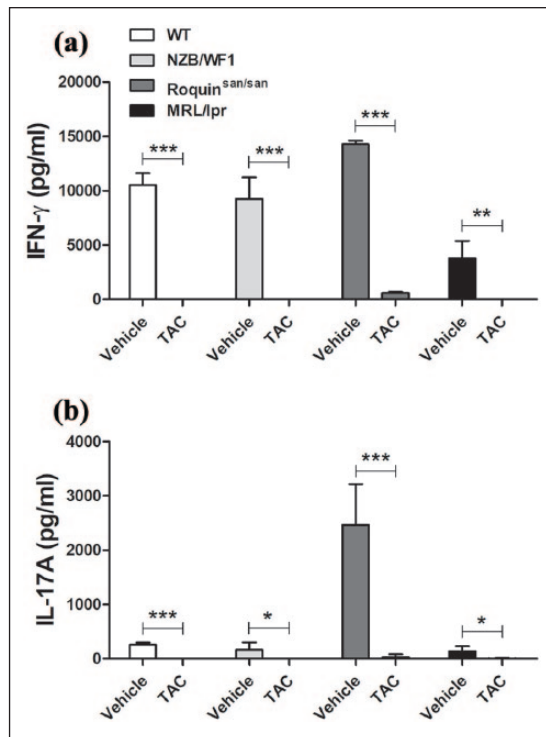 (a)
WT
NZB/WF1
Roquinsan/san
MRL/lpr
IFN-γ (pg/ml)
20000
15000
10000
5000
0
***
***
***
**
Vehicle TAC Vehicle TAC Vehicle TAC Vehicle TAC
(b)
IL-17A (pg/ml)
4000
3000
2000
1000
0
***
*
***
*
Vehicle TAC Vehicle TAC Vehicle TAC Vehicle TAC